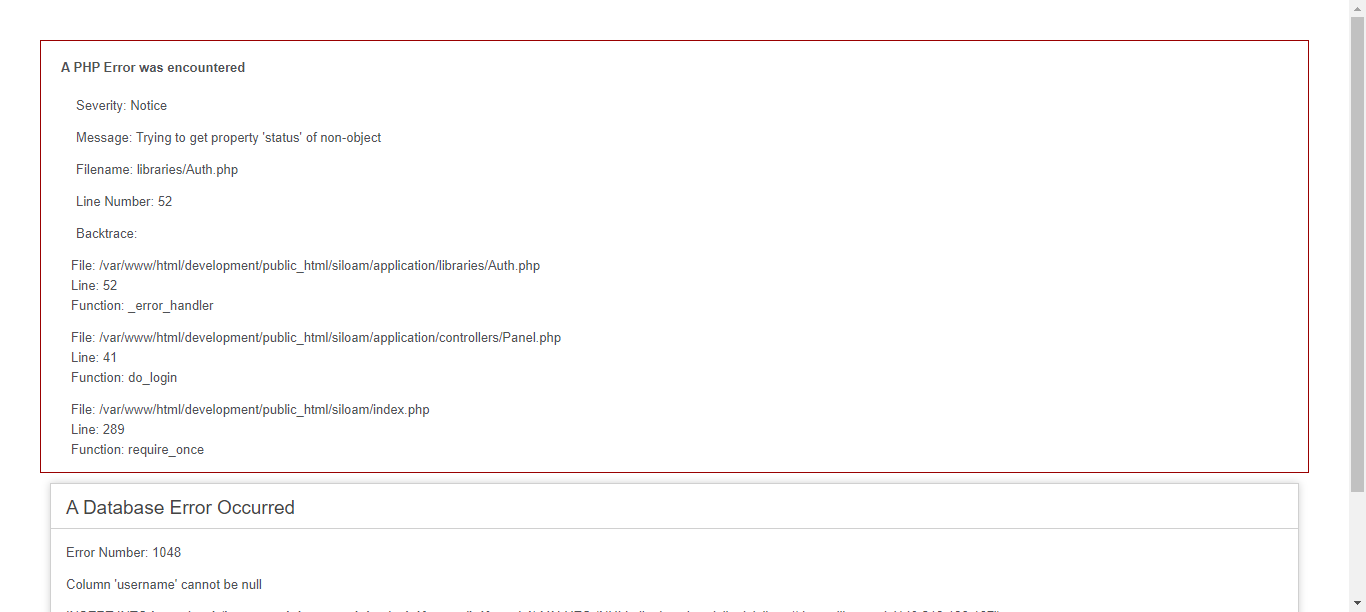 A PHP Error was encountered
Severity: Notice
Message: Trying to get property 'status' of non-object
Filename: libraries/Auth.php
Line Number: 52
Backtrace:
File: /var/www/html/development/public_html/siloam/application/libraries/Auth.php
Line: 52
Function: _error_handler
File: /var/www/html/development/public_html/siloam/application/controllers/Panel.php
Line: 41
Function: do_login
File: /var/www/html/development/public_html/siloam/index.php
Line: 289
Function: require_once
A Database Error Occurred
Error Number: 1048
Column 'username' cannot be null